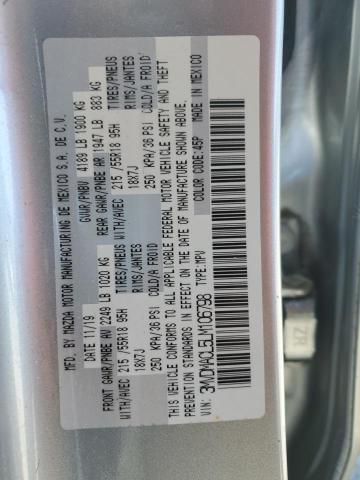 MFD. BY MAZDA MOTOR MANUFACTURING DE MEXICO S.A. DE C.V.
DATE: 11/19 GVWR/PNBV 4189 LB 1900 KG
FRONT GAWR/PNBE AV 2249 LB 1020 KG REAR GAWR/PNBE AR 1947 LB 883 KG
WITH/AVEC 215 /55R18 95H TIRES/PNEUS WITH/AVEC 215 /55R18 95H TIRES/PNEUS
18X7J RIMS/JANTES 18X7J RIMS/JANTES
250 KPA/36 PSI COLD/A FROID 250 KPA/36 PSI COLD/A FROID
THIS VEHICLE CONFORMS TO ALL APPLICABLE FEDERAL MOTOR VEHICLE SAFETY AND THEFT
PREVENTION STANDARDS IN EFFECT ON THE DATE OF MANUFACTURE SHOWN ABOVE.
VIN: 3MVDMACL5LM106798 TYPE: MPV COLOR CODE: 45P MADE IN MEXICO
ZR